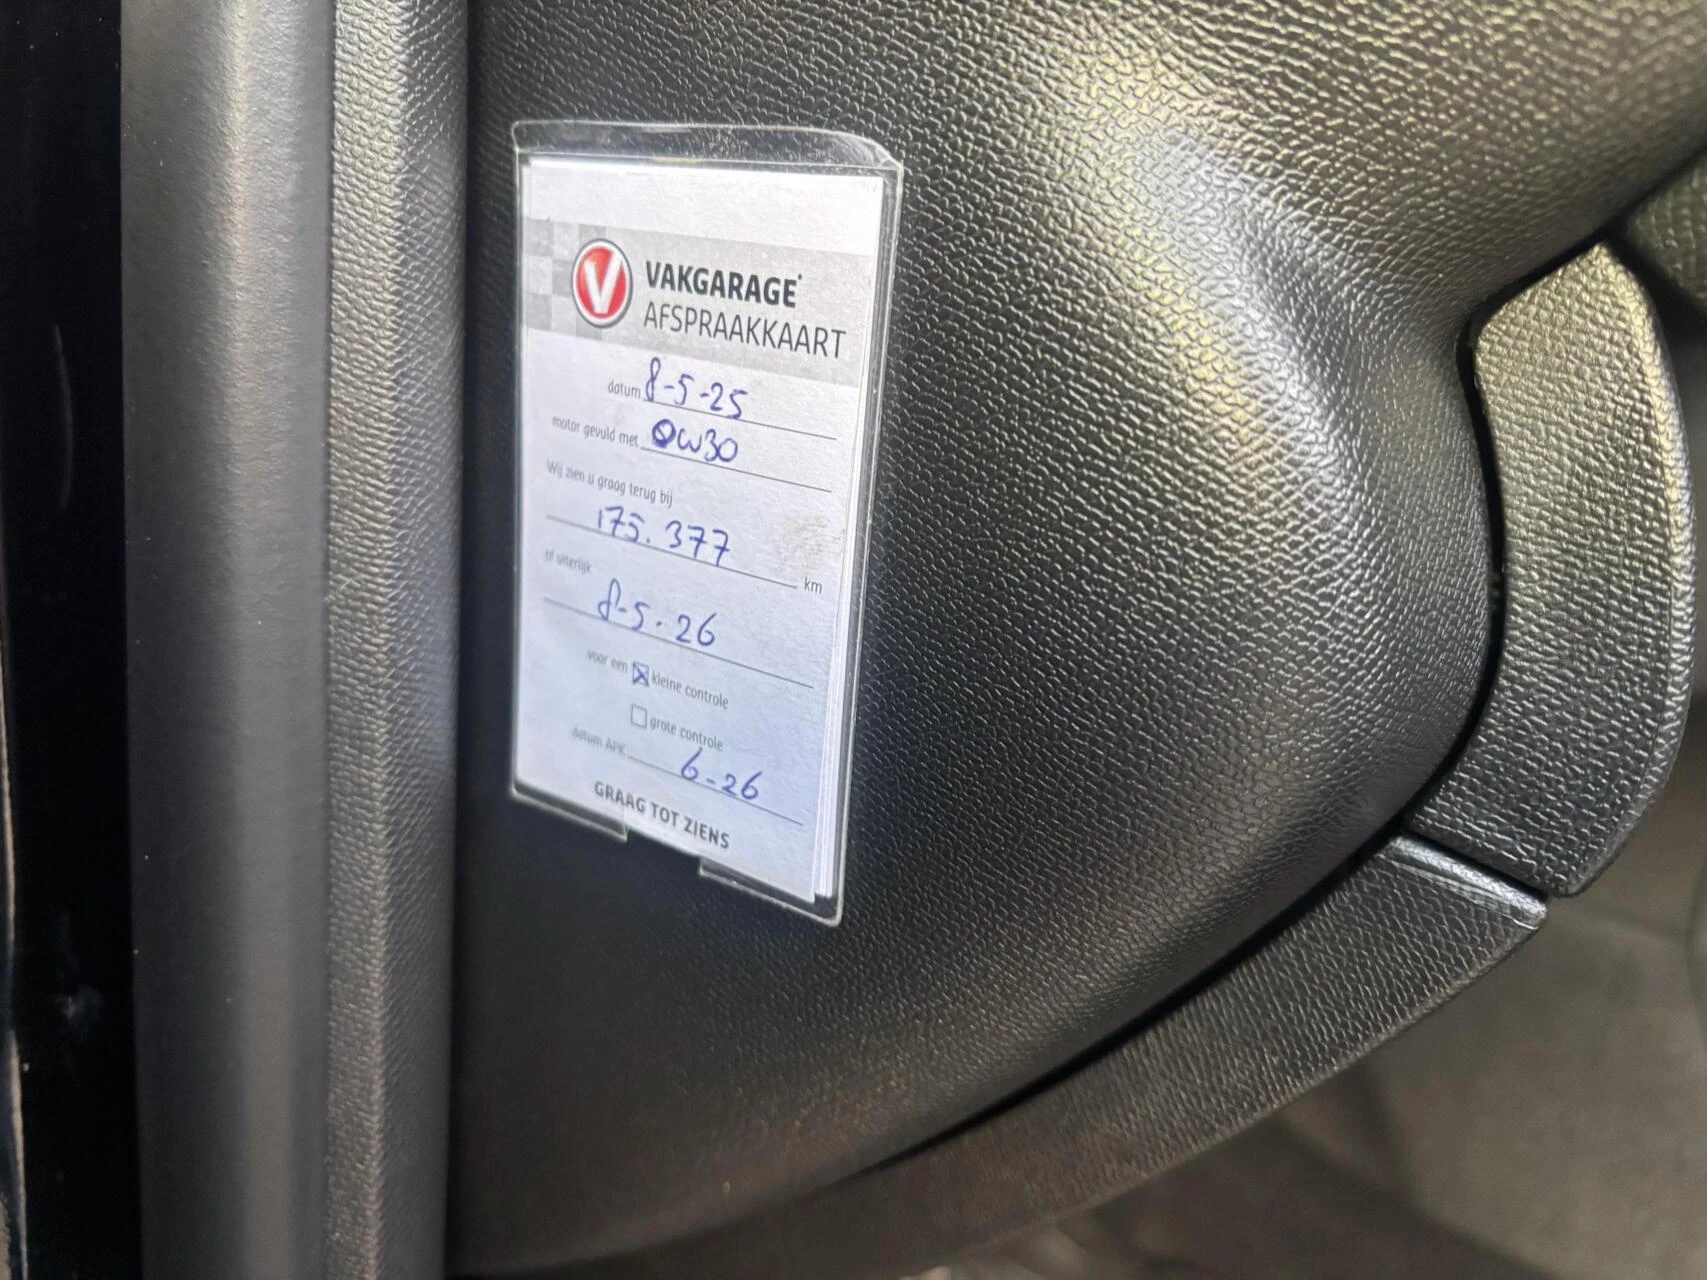 V
VAKGARAGE
AFSPRAAKKAART
datum 8-5-25
motor gevuld met 0W30
Wij zien u graag terug bij
175.377 km
of uiterlijk
8-5-26
voor een ☒ kleine controle
☐ grote controle
datum APK 6-26
GRAAG TOT ZIENS